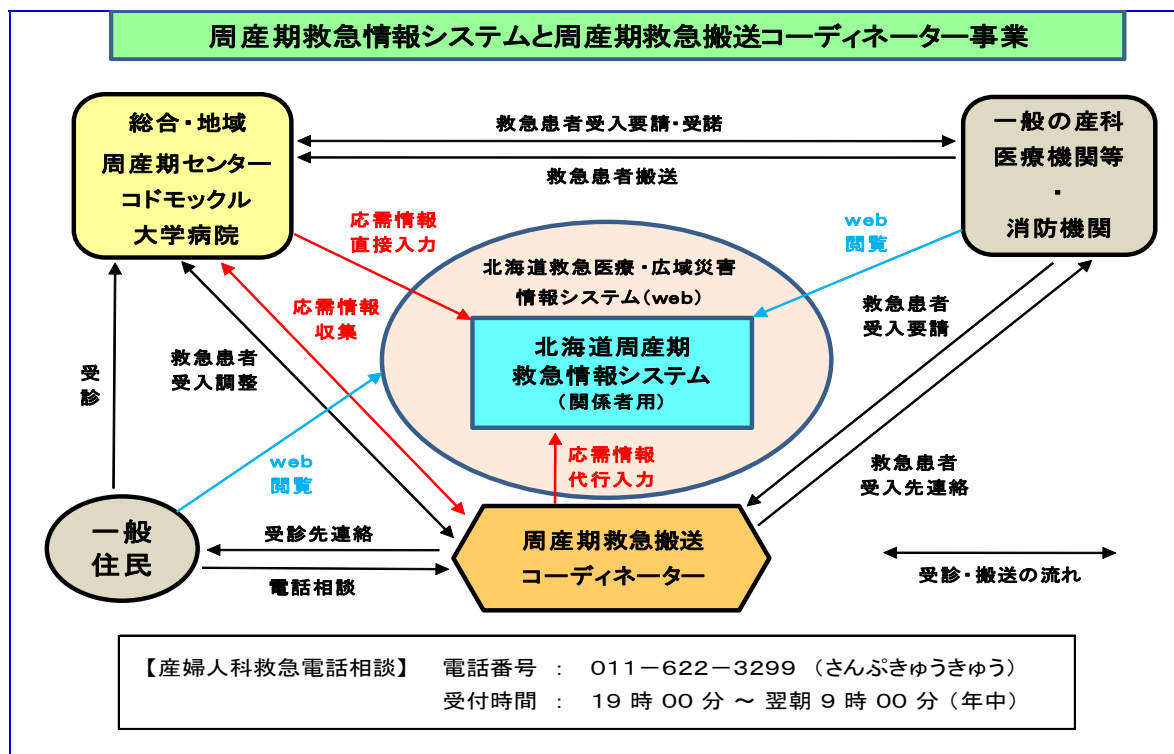 周産期救急情報システムと周産期救急搬送コーディネーター事業
総合・地域
周産期センター
コドモックル
大学病院
救急患者受入要請・受諾
救急患者搬送
一般の産科
医療機関等
・
消防機関
応需情報
直接入力
web
閲覧
北海道救急医療・広域災害
情報システム(web)
北海道周産期
救急情報システム
(関係者用)
応需情報
収集
救急患者
受入調整
受診
救急患者
受入要請
web
閲覧
応需情報
代行入力
救急患者
受入先連絡
一般
住民
受診先連絡
電話相談
周産期救急搬送
コーディネーター
受診・搬送の流れ
【産婦人科救急電話相談】 電話番号 : 011-622-3299 (さんぷきゅうきゅう)
受付時間 : 19時00分 ~ 翌朝9時00分(年中)